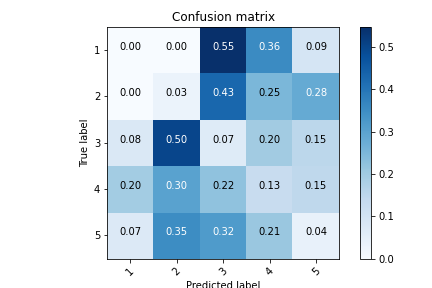 Confusion matrix
1 0.00 0.00 0.55 0.36 0.09
2 0.00 0.03 0.43 0.25 0.28
3 0.08 0.50 0.07 0.20 0.15
4 0.20 0.30 0.22 0.13 0.15
5 0.07 0.35 0.32 0.21 0.04
True label
1 2 3 4 5
Predicted label
0.5
0.4
0.3
0.2
0.1
0.0